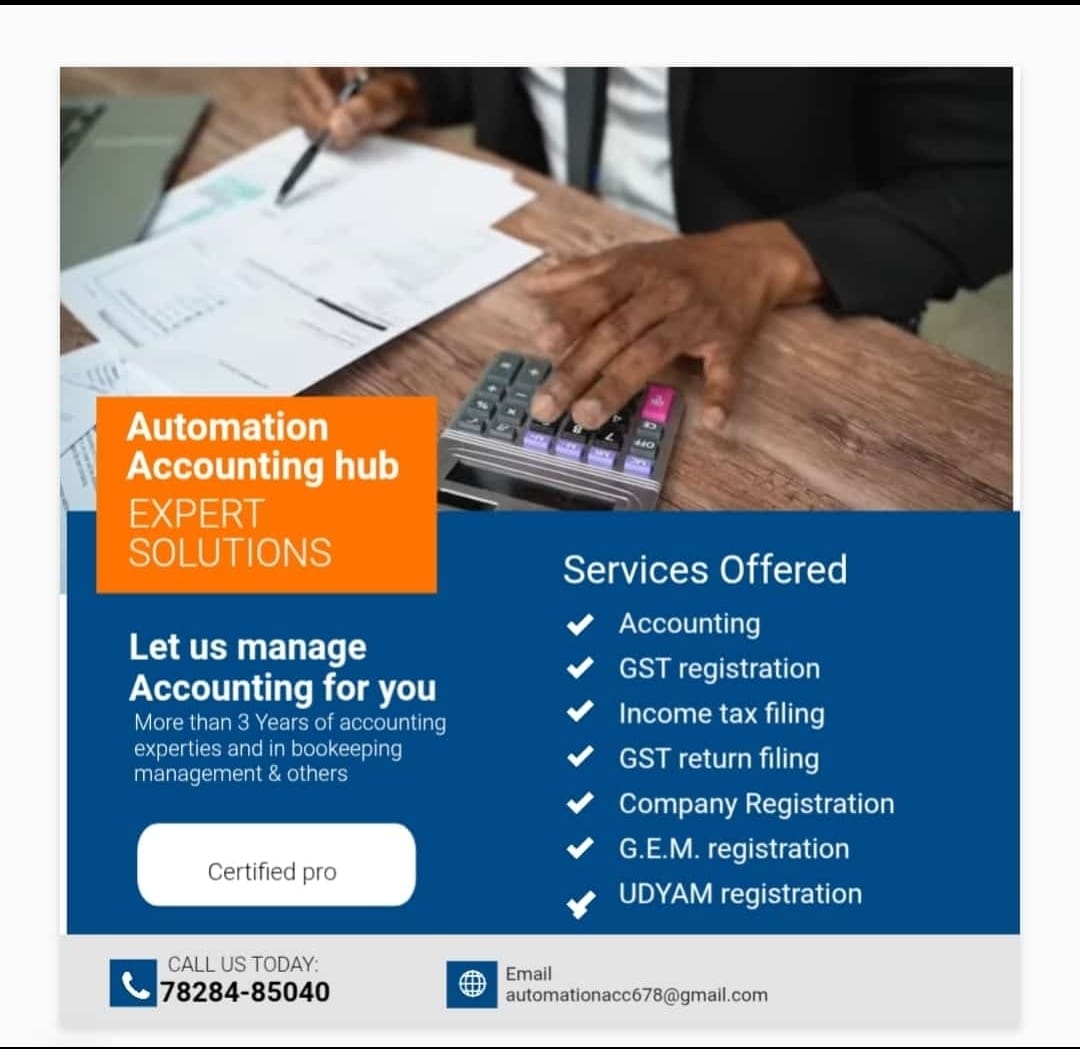 Automation
Accounting hub
EXPERT
SOLUTIONS
Let us manage
Accounting for you
More than 3 Years of accounting
experties and in bookeeping
management & others
Certified pro
Services Offered
Accounting
GST registration
Income tax filing
GST return filing
Company Registration
G.E.M. registration
UDYAM registration
CALL US TODAY:
78284-85040
Email
automationacc678@gmail.com